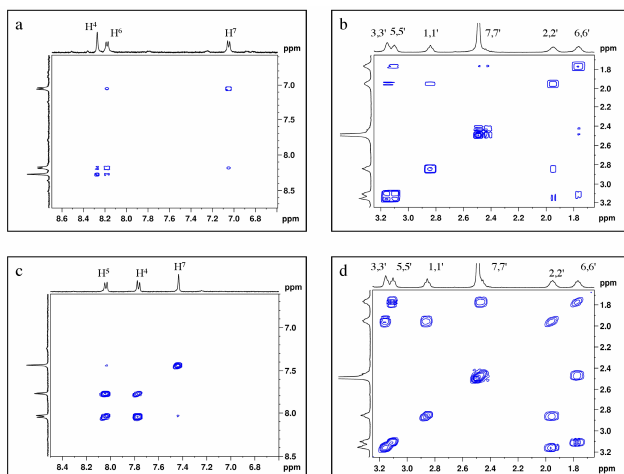 a
H⁴ H⁶ H⁷
ppm
7.0
7.5
8.0
8.5
8.6 8.4 8.2 8.0 7.8 7.6 7.4 7.2 7.0 6.8 6.6
ppm
b
3,3' 5,5' 1,1' 7,7' 2,2' 6,6'
ppm
1.8
2.0
2.2
2.4
2.6
2.8
3.0
3.2
3.2 3.0 2.8 2.6 2.4 2.2 2.0 1.8
ppm
c
H⁵ H⁴ H⁷
ppm
7.0
7.5
8.0
8.5
8.4 8.2 8.0 7.8 7.6 7.4 7.2 7.0 6.8 6.6
ppm
d
3,3' 5,5' 1,1' 7,7' 2,2' 6,6'
ppm
1.8
2.0
2.2
2.4
2.6
2.8
3.0
3.2
3.2 3.0 2.8 2.6 2.4 2.2 2.0 1.8
ppm